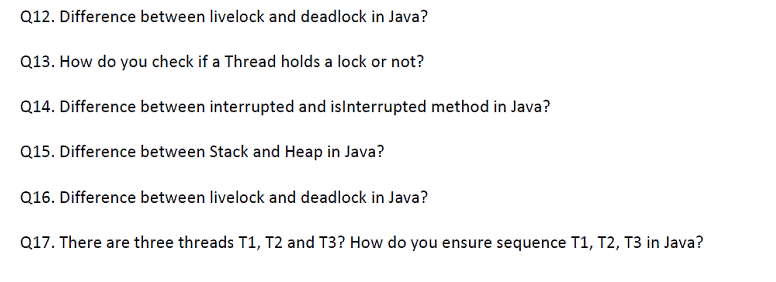 Q12. Difference between livelock and deadlock in Java?
Q13. How do you check if a Thread holds a lock or not?
Q14. Difference between interrupted and isInterrupted method in Java?
Q15. Difference between Stack and Heap in Java?
Q16. Difference between livelock and deadlock in Java?
Q17. There are three threads T1, T2 and T3? How do you ensure sequence T1, T2, T3 in Java?